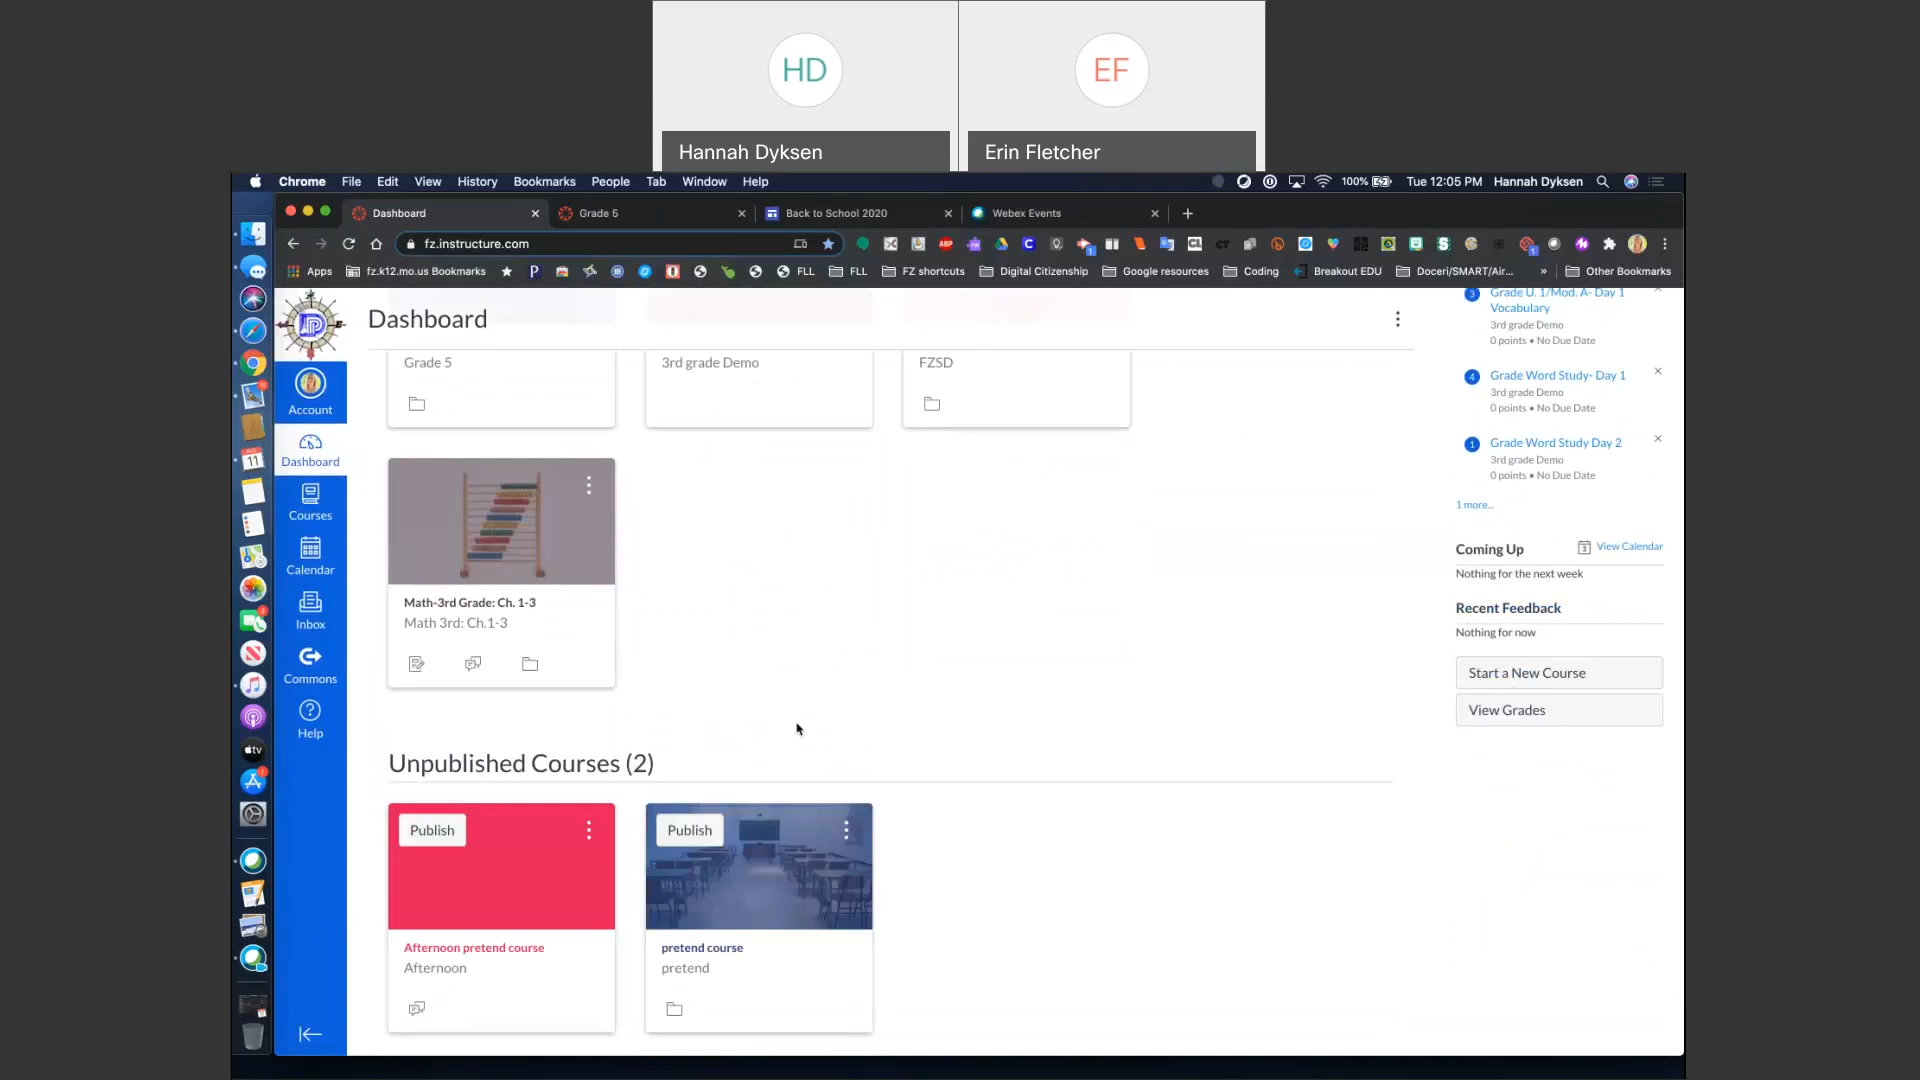 HD
EF
Hannah Dyksen
Erin Fletcher
Chrome File Edit View History Bookmarks People Tab Window Help
100% Tue 12:05 PM Hannah Dyksen
Dashboard
Grade 5
Back to School 2020
Webex Events
fz.instructure.com
Apps
fz.k12.mo.us Bookmarks
FLL
FLL
FZ shortcuts
Digital Citizenship
Google resources
Coding
Breakout EDU
Doceri/SMART/Air...
»
Other Bookmarks
Account
Dashboard
Courses
Calendar
Inbox
Commons
Help
Dashboard
Grade 5
3rd grade Demo
FZSD
Math-3rd Grade: Ch. 1-3
Math 3rd: Ch.1-3
Unpublished Courses (2)
Publish
Afternoon pretend course
Afternoon
Publish
pretend course
pretend
3
Grade U. 1/Mod. A- Day 1
Vocabulary
3rd grade Demo
0 points • No Due Date
4
Grade Word Study- Day 1
3rd grade Demo
0 points • No Due Date
1
Grade Word Study Day 2
3rd grade Demo
0 points • No Due Date
1 more...
Coming Up
View Calendar
Nothing for the next week
Recent Feedback
Nothing for now
Start a New Course
View Grades